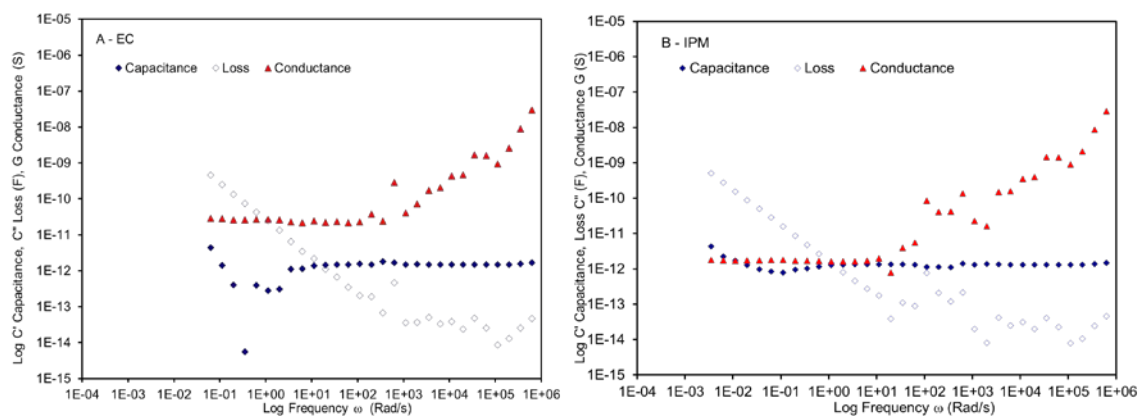 A - EC
Capacitance Loss Conductance
Log C' Capacitance, C" Loss (F), G Conductance (S)
1E-05
1E-06
1E-07
1E-08
1E-09
1E-10
1E-11
1E-12
1E-13
1E-14
1E-15
1E-04 1E-03 1E-02 1E-01 1E+00 1E+01 1E+02 1E+03 1E+04 1E+05 1E+06
Log Frequency ω (Rad/s)
B - IPM
Capacitance Loss Conductance
Log C' Capacitance, Loss C" (F), Conductance G (S)
1E-05
1E-06
1E-07
1E-08
1E-09
1E-10
1E-11
1E-12
1E-13
1E-14
1E-15
1E-04 1E-03 1E-02 1E-01 1E+00 1E+01 1E+02 1E+03 1E+04 1E+05 1E+06
Log Frequency ω (Rad/s)